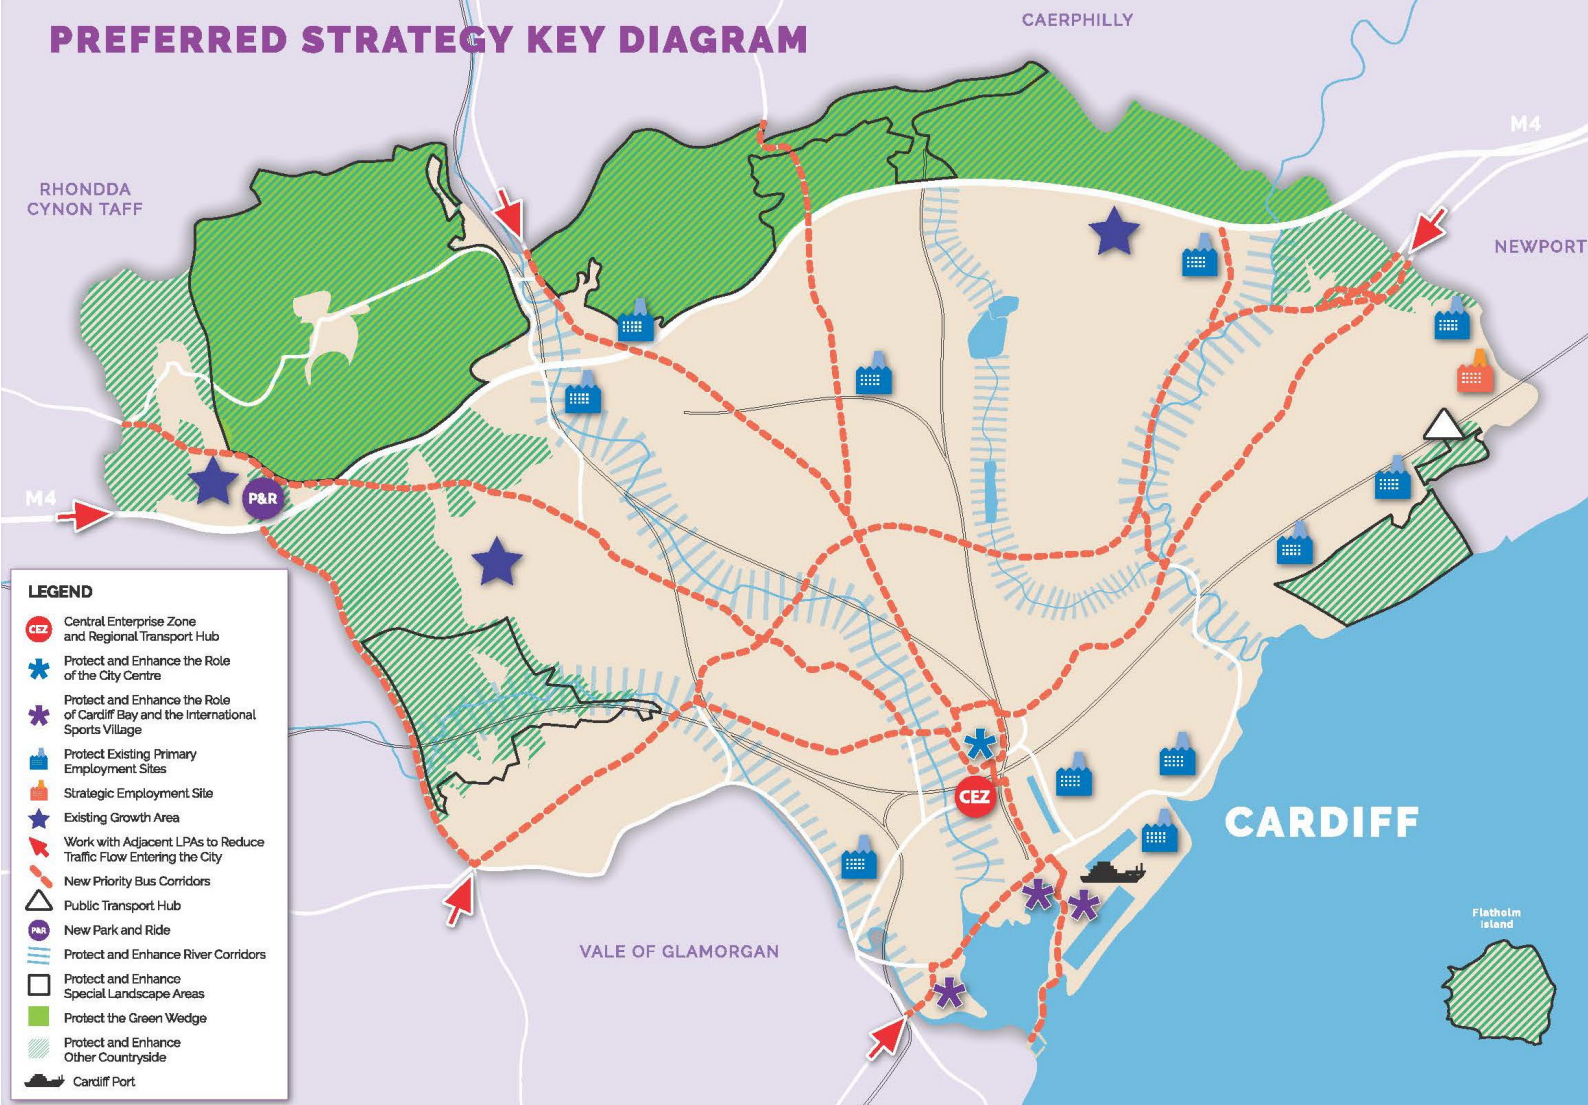 PREFERRED STRATEGY KEY DIAGRAM
CAERPHILLY
M4
RHONDDA
CYNON TAFF
NEWPORT
M4
P&R
LEGEND
CEZ
Central Enterprise Zone
and Regional Transport Hub
Protect and Enhance the Role
of the City Centre
Protect and Enhance the Role
of Cardiff Bay and the International
Sports Village
Protect Existing Primary
Employment Sites
Strategic Employment Site
Existing Growth Area
Work with Adjacent LPAs to Reduce
Traffic Flow Entering the City
New Priority Bus Corridors
Public Transport Hub
P&R
New Park and Ride
Protect and Enhance River Corridors
Protect and Enhance
Special Landscape Areas
Protect the Green Wedge
Protect and Enhance
Other Countryside
Cardiff Port
CEZ
CARDIFF
VALE OF GLAMORGAN
Flatholm
Island